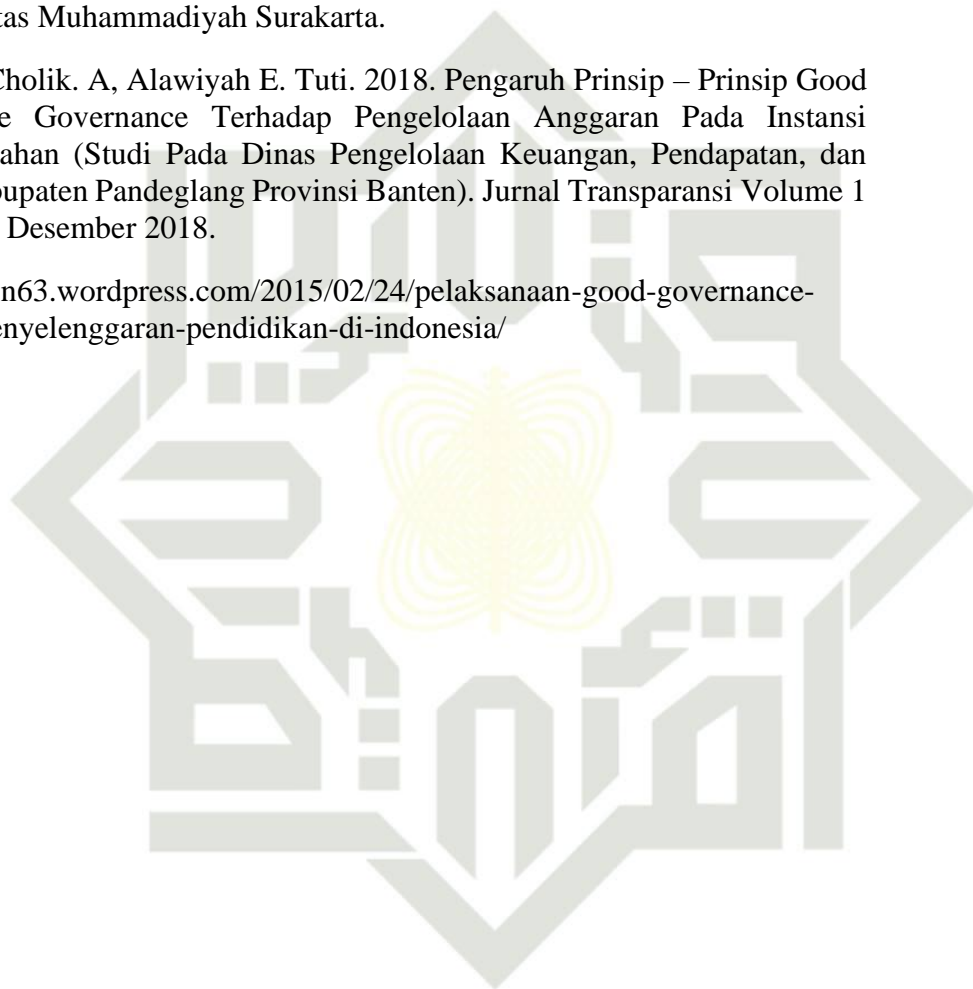 tas Muhammadiyah Surakarta.
Cholik. A, Alawiyah E. Tuti. 2018. Pengaruh Prinsip – Prinsip Good
e Governance Terhadap Pengelolaan Anggaran Pada Instansi
ahan (Studi Pada Dinas Pengelolaan Keuangan, Pendapatan, dan
upaten Pandeglang Provinsi Banten). Jurnal Transparansi Volume 1
Desember 2018.
n63.wordpress.com/2015/02/24/pelaksanaan-good-governance-
enyelenggaran-pendidikan-di-indonesia/